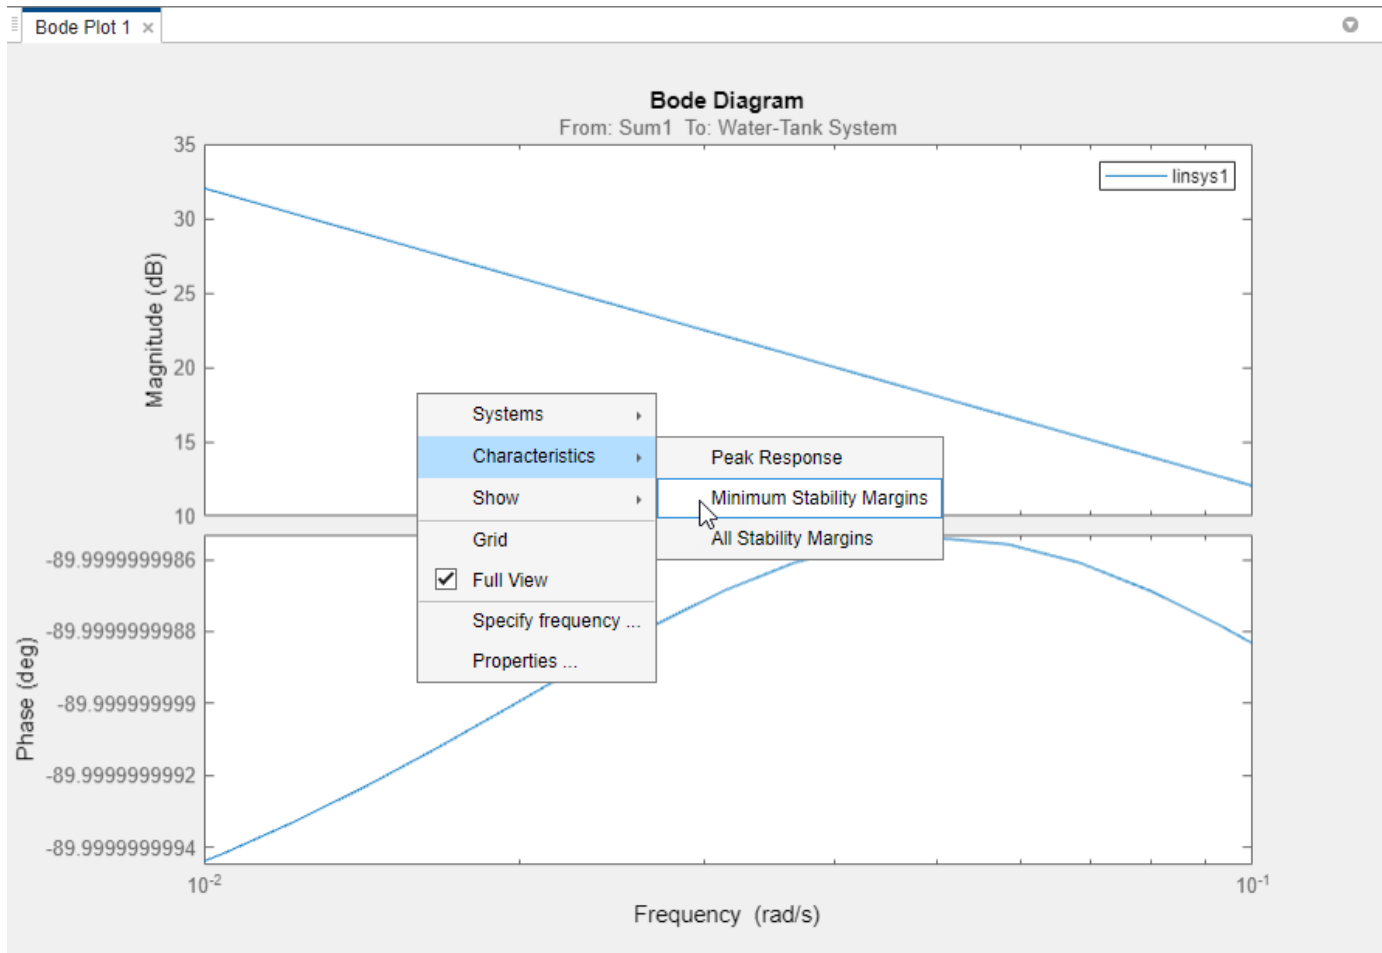 Bode Plot 1 ×
Bode Diagram
From: Sum1 To: Water-Tank System
35
30
25
20
15
10
Magnitude (dB)
linsys1
Systems
Characteristics
Show
Grid
Full View
Specify frequency ...
Properties ...
Peak Response
Minimum Stability Margins
All Stability Margins
-89.9999999986
-89.9999999988
-89.999999999
-89.9999999992
-89.9999999994
Phase (deg)
10-2
10-1
Frequency (rad/s)